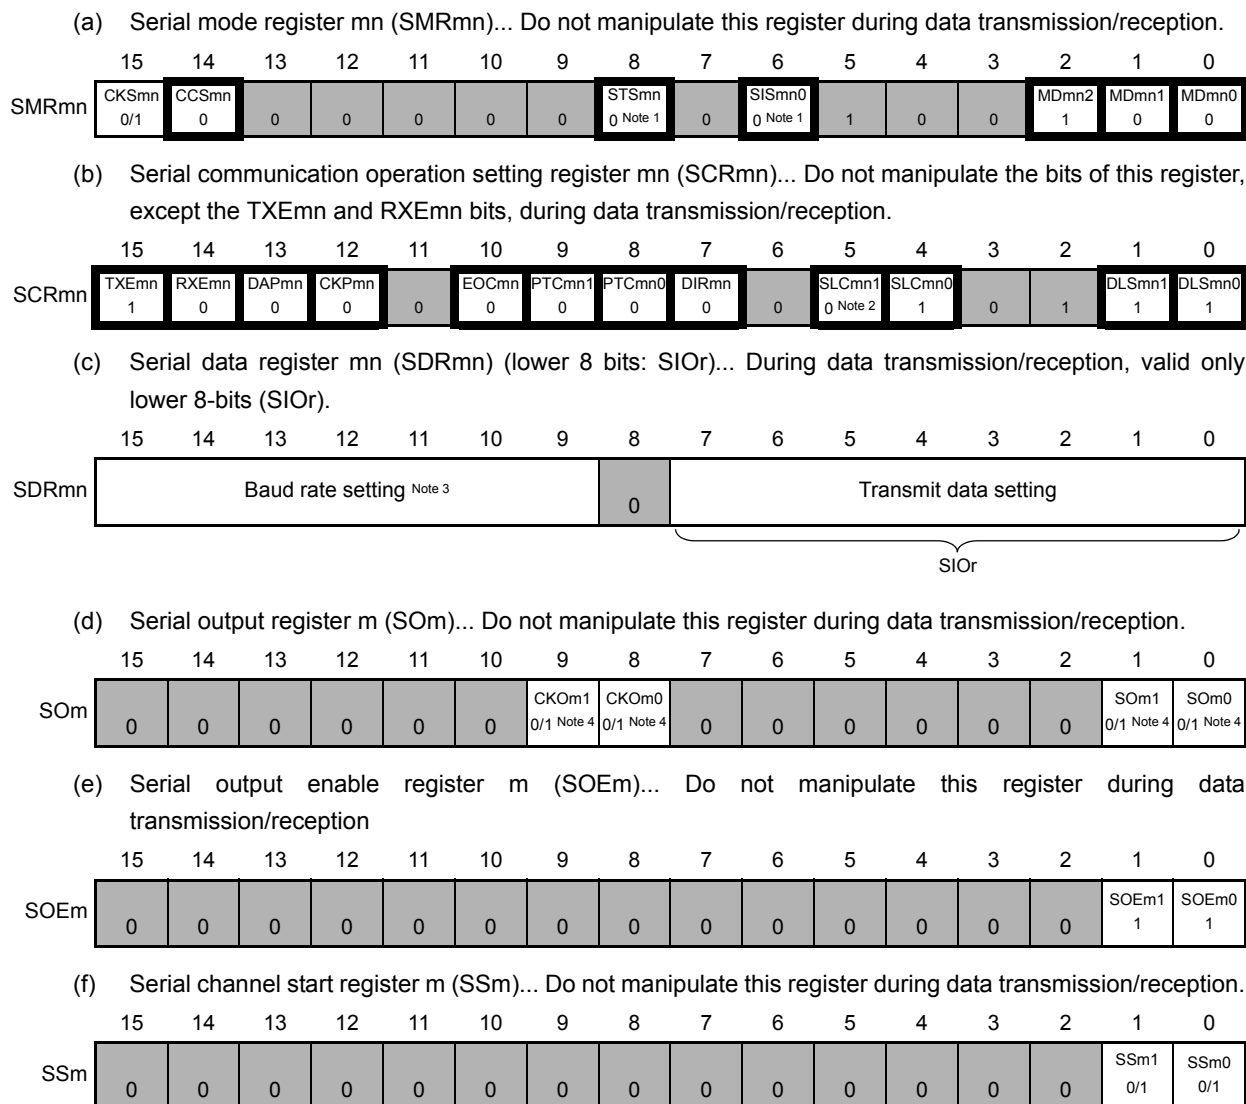 (a) Serial mode register mn (SMRmn)... Do not manipulate this register during data transmission/reception.
15 14 13 12 11 10 9 8 7 6 5 4 3 2 1 0
CKSmn CCSmn STSmn SISmn0 MDmn2 MDmn1 MDmn0
SMRmn 0/1 0 0 0 0 0 0 0 Note 1 0 0 Note 1 1 0 0 1 0 0
(b) Serial communication operation setting register mn (SCRmn)... Do not manipulate the bits of this register,
except the TXEmn and RXEmn bits, during data transmission/reception.
15 14 13 12 11 10 9 8 7 6 5 4 3 2 1 0
TXEmn RXEmn DAPmn CKPmn EOCmn PTCmn1 PTCmn0 DIRmn SLCmn1 SLCmn0 DLSmn1 DLSmn0
SCRmn 1 0 0 0 0 0 0 0 0 0 0 Note 2 1 0 1 1 1
(c) Serial data register mn (SDRmn) (lower 8 bits: SIOr)... During data transmission/reception, valid only
lower 8-bits (SIOr).
15 14 13 12 11 10 9 8 7 6 5 4 3 2 1 0
SDRmn Baud rate setting Note 3 0 Transmit data setting
SIOr
(d) Serial output register m (SOm)... Do not manipulate this register during data transmission/reception.
15 14 13 12 11 10 9 8 7 6 5 4 3 2 1 0
CKOm1 CKOm0 SOm1 SOm0
SOm 0 0 0 0 0 0 0/1 Note 4 0/1 Note 4 0 0 0 0 0 0 0/1 Note 4 0/1 Note 4
(e) Serial output enable register m (SOEm)... Do not manipulate this register during data
transmission/reception
15 14 13 12 11 10 9 8 7 6 5 4 3 2 1 0
SOEm1 SOEm0
SOEm 0 0 0 0 0 0 0 0 0 0 0 0 0 0 1 1
(f) Serial channel start register m (SSm)... Do not manipulate this register during data transmission/reception.
15 14 13 12 11 10 9 8 7 6 5 4 3 2 1 0
SSm1 SSm0
SSm 0 0 0 0 0 0 0 0 0 0 0 0 0 0 0/1 0/1